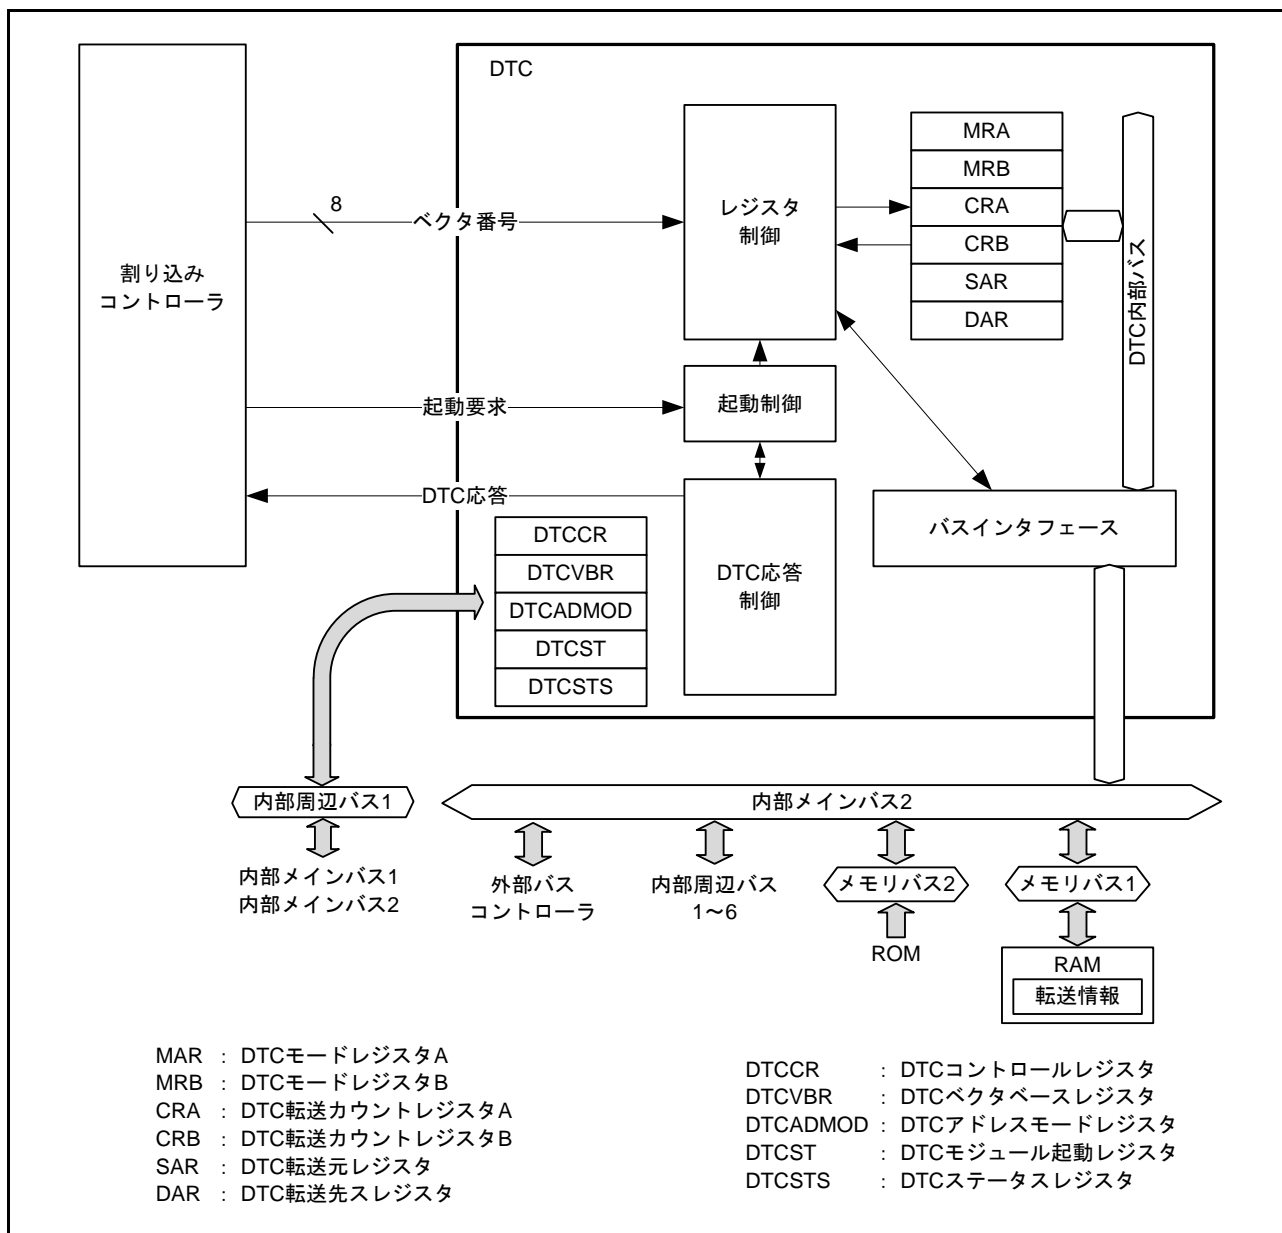 DTC
割り込み
コントローラ
8
ベクタ番号
起動要求
DTC応答
レジスタ
制御
起動制御
DTC応答
制御
MRA
MRB
CRA
CRB
SAR
DAR
DTC内部バス
バスインタフェース
DTCCR
DTCVBR
DTCADMOD
DTCST
DTCSTS
内部周辺バス1
内部メインバス1
内部メインバス2
内部メインバス2
外部バス
コントローラ
内部周辺バス
1～6
メモリバス2
ROM
メモリバス1
RAM
転送情報
MAR : DTCモードレジスタA
MRB : DTCモードレジスタB
CRA : DTC転送カウントレジスタA
CRB : DTC転送カウントレジスタB
SAR : DTC転送元レジスタ
DAR : DTC転送先スレジスタ
DTCCR : DTCコントロールレジスタ
DTCVBR : DTCベクタベースレジスタ
DTCADMOD : DTCアドレスモードレジスタ
DTCST : DTCモジュール起動レジスタ
DTCSTS : DTCステータスレジスタ